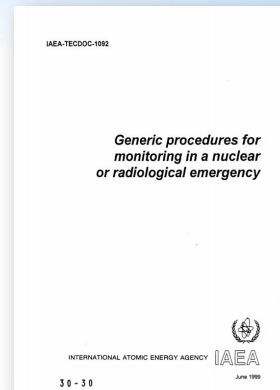 IAEA-TECDOC-1092
Generic procedures for
monitoring in a nuclear
or radiological emergency
INTERNATIONAL ATOMIC ENERGY AGENCY IAEA
June 1999
30-30